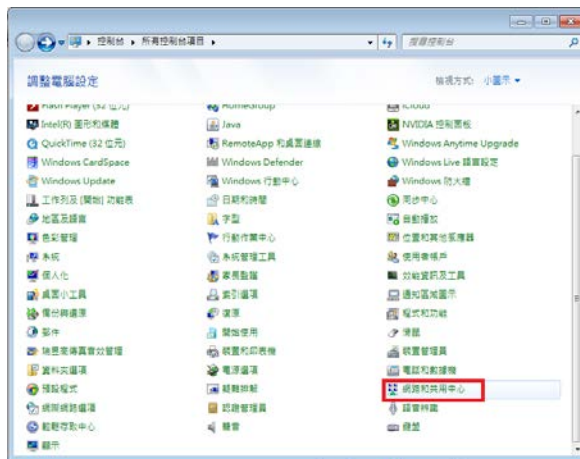 控制台 ▸ 所有控制台項目 ▸
搜尋控制台
調整電腦設定
檢視方式: 小圖示
Flash Player (32 位元) HomeGroup iCloud
Intel(R) 圖形和媒體 Java NVIDIA 控制面板
QuickTime (32 位元) RemoteApp 和桌面連線 Windows Anytime Upgrade
Windows CardSpace Windows Defender Windows Live 語言設定
Windows Update Windows 行動中心 Windows 防火牆
工作列及 [開始] 功能表 日期和時間 同步中心
地區及語言 字型 自動播放
色彩管理 行動作業中心 位置和其他感應器
系統 系統管理工具 使用者帳戶
個人化 家長監護 效能資訊及工具
桌面小工具 索引選項 通知區域圖示
備份與還原 復原 程式和功能
郵件 開始使用 滑鼠
瑞昱高傳真音效管理 裝置和印表機 裝置管理員
資料夾選項 電源選項 電話和數據機
預設程式 疑難排解 網路和共用中心
網際網路選項 認證管理員 語音辨識
輕鬆存取中心 聲音 鍵盤
顯示